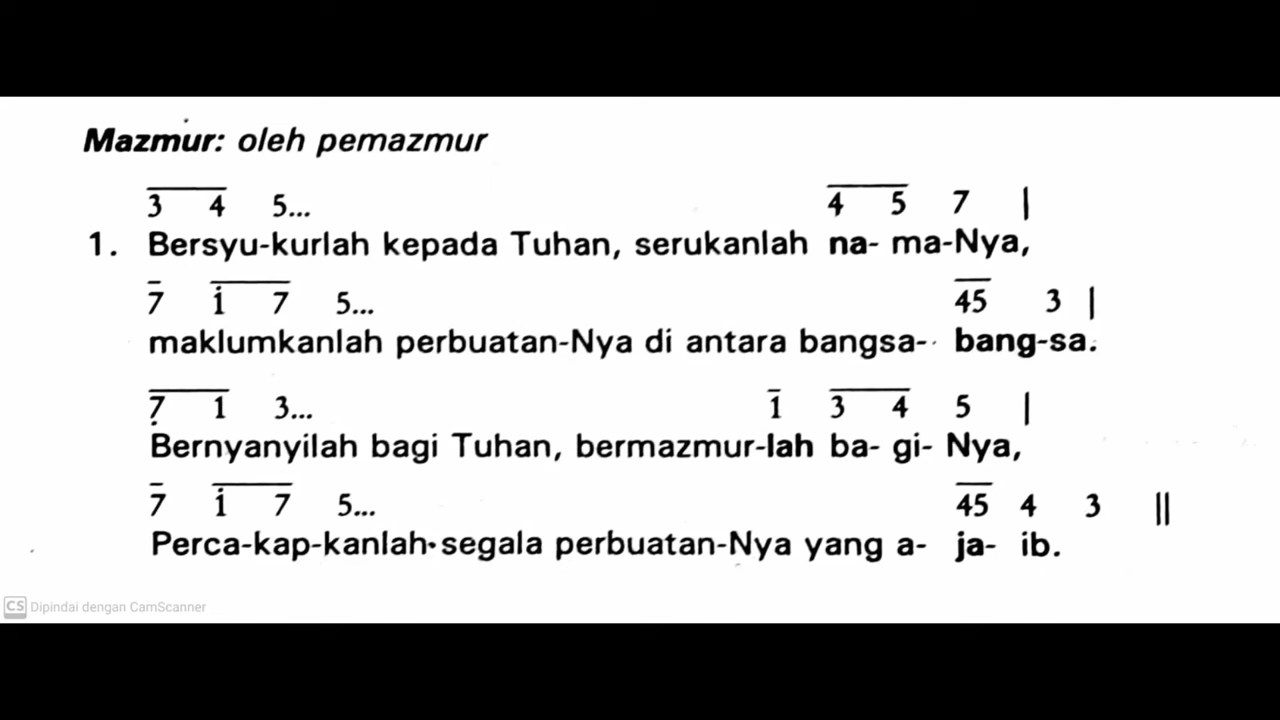 Mazmur: oleh pemazmur
3 4 5... 4 5 7 |
1. Bersyu-kurlah kepada Tuhan, serukanlah na- ma-Nya,
7 i 7 5... 45 3 |
maklumkanlah perbuatan-Nya di antara bangsa- bang-sa.
7̣ 1 3... 1 3 4 5 |
Bernyanyilah bagi Tuhan, bermazmur-lah ba- gi- Nya,
7 i 7 5... 45 4 3 ||
Perca-kap-kanlah segala perbuatan-Nya yang a- ja- ib.
CS Dipindai dengan CamScanner